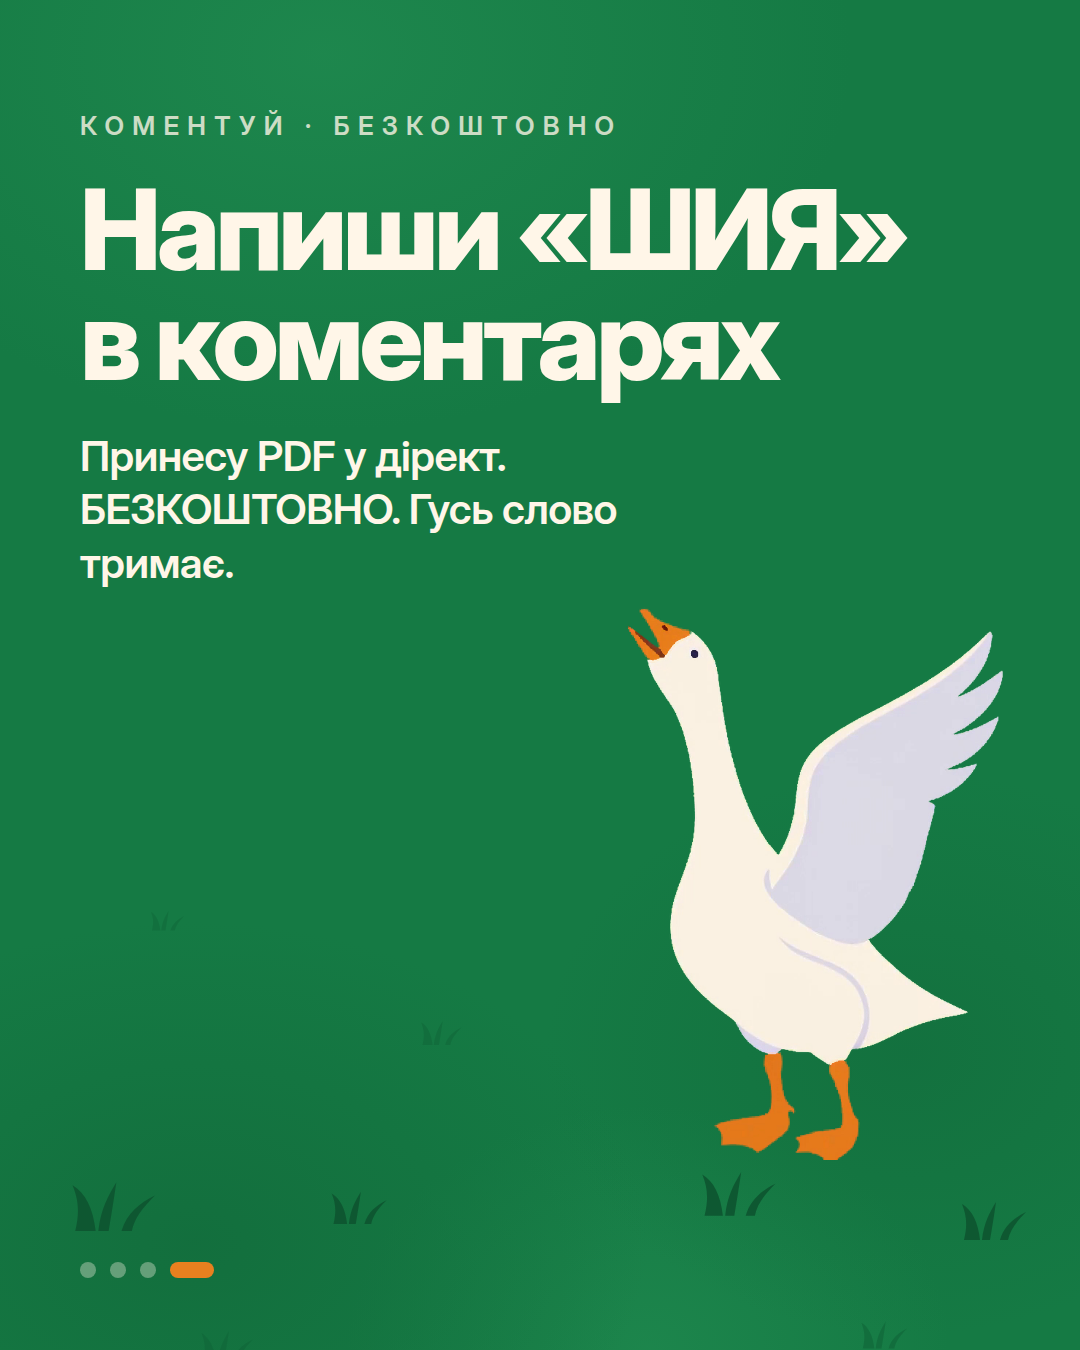 КОМЕНТУЙ · БЕЗКОШТОВНО
Напиши «ШИЯ»
в коментарях
Принесу PDF у дірект.
БЕЗКОШТОВНО. Гусь слово
тримає.